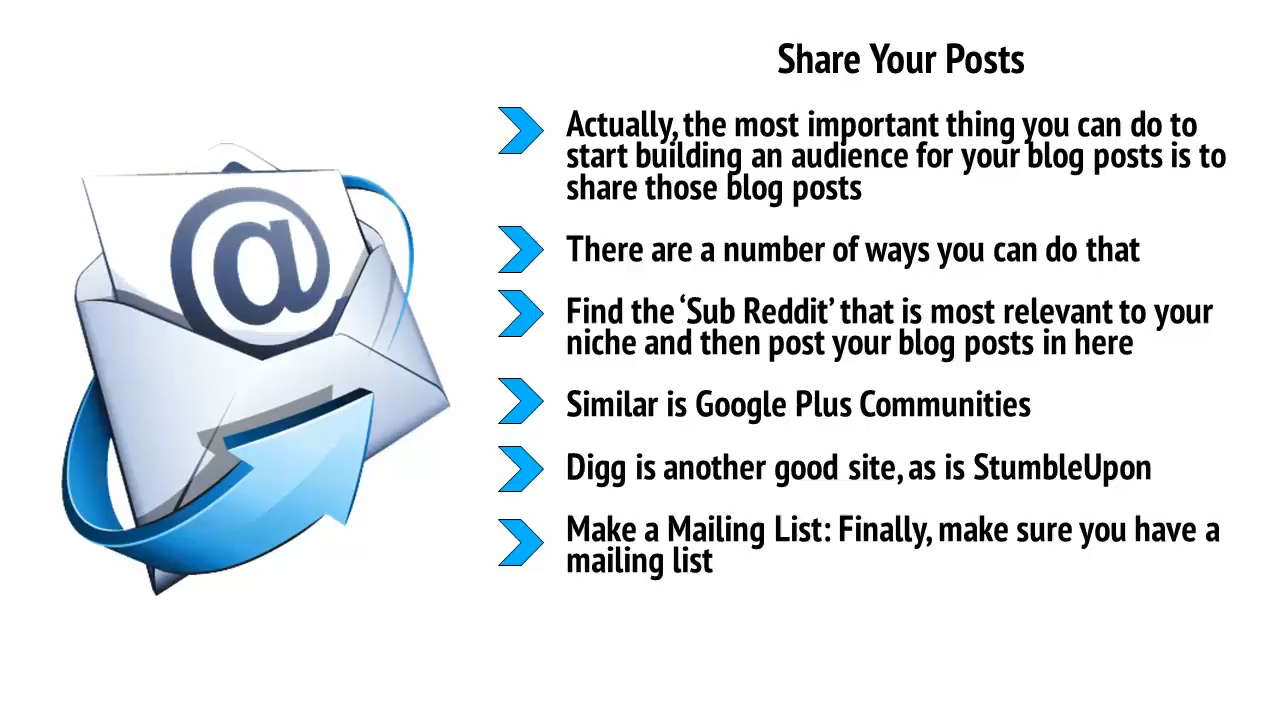 Share Your Posts
Actually, the most important thing you can do to
start building an audience for your blog posts is to
share those blog posts
There are a number of ways you can do that
Find the ‘Sub Reddit’ that is most relevant to your
niche and then post your blog posts in here
Similar is Google Plus Communities
Digg is another good site, as is StumbleUpon
Make a Mailing List: Finally, make sure you have a
mailing list
@